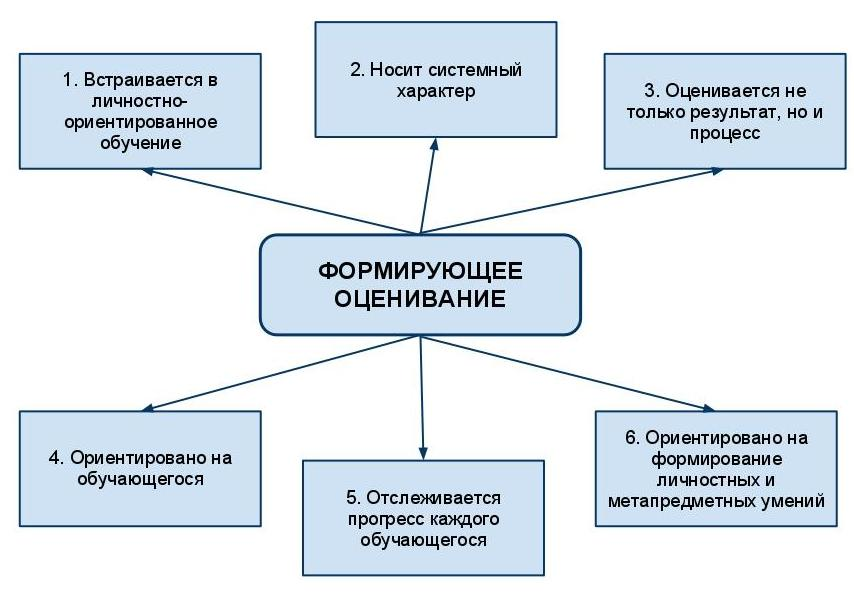 1. Встраивается в
личностно-
ориентированное
обучение
2. Носит системный
характер
3. Оценивается не
только результат, но и
процесс
ФОРМИРУЮЩЕЕ
ОЦЕНИВАНИЕ
4. Ориентировано на
обучающегося
5. Отслеживается
прогресс каждого
обучающегося
6. Ориентировано на
формирование
личностных и
метапредметных умений